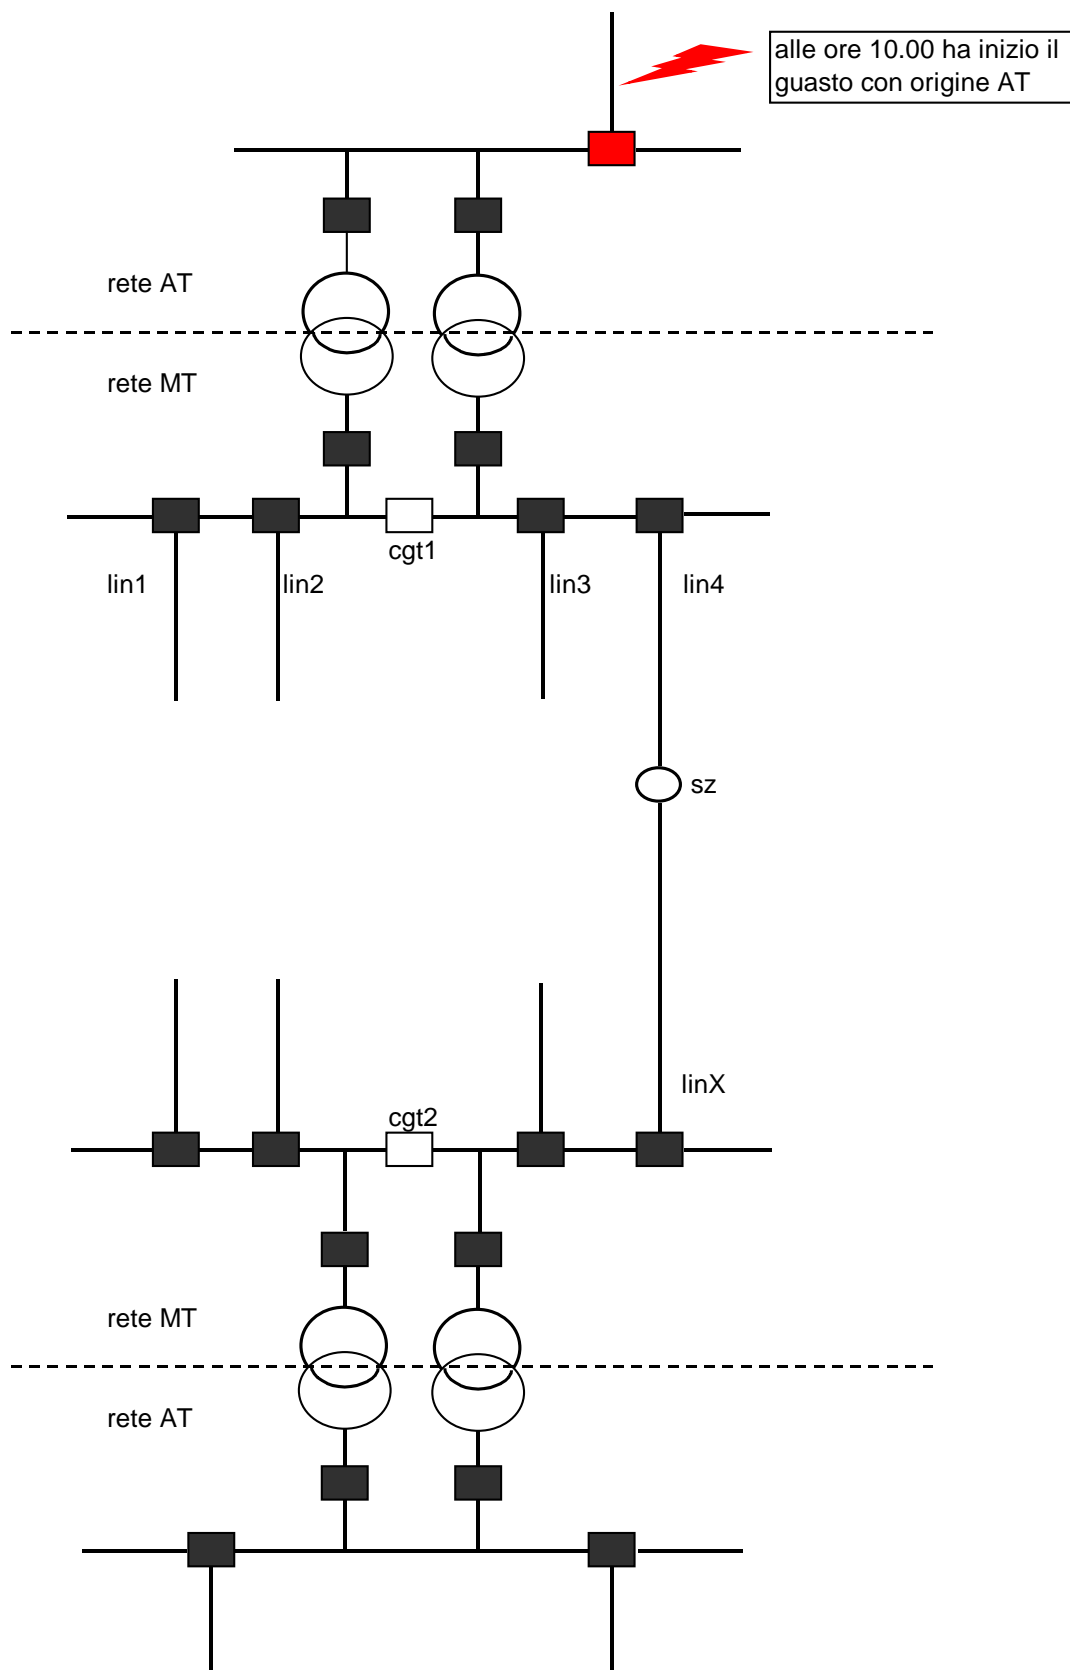 alle ore 10.00 ha inizio il
guasto con origine AT
rete AT
rete MT
cgt1
lin1
lin2
lin3
lin4
sz
linX
cgt2
rete MT
rete AT